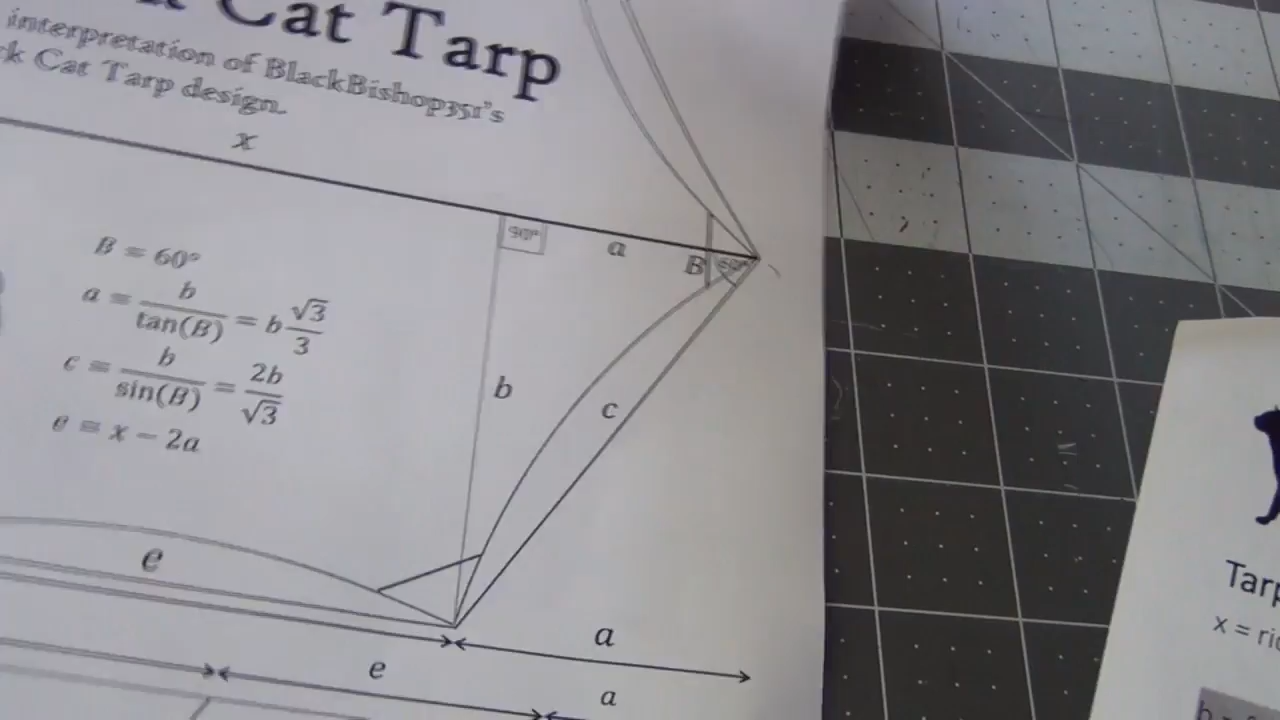 Cat Tarp
interpretation of BlackBishop351's
Cat Tarp design.
x
90°
a
B 60°
B = 60°
a = b / tan(B) = b √3 / 3
c = b / sin(B) = 2b / √3
e = x − 2a
b
c
e
a
e
a
Tarp
x =